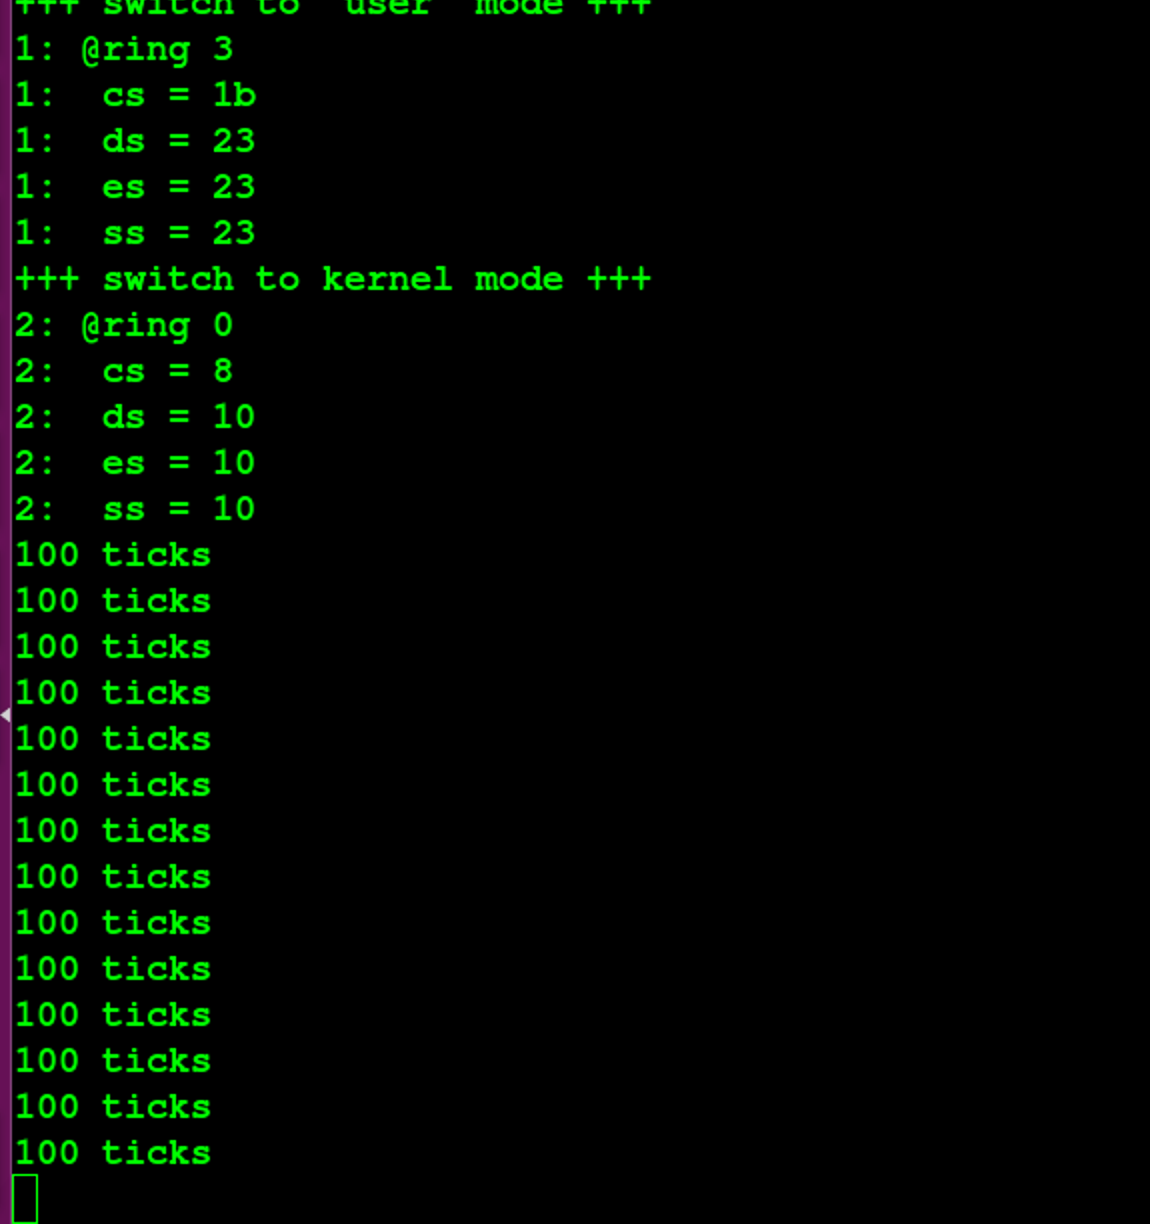 +++ switch to  user  mode +++
1: @ring 3
1:  cs = 1b
1:  ds = 23
1:  es = 23
1:  ss = 23
+++ switch to kernel mode +++
2: @ring 0
2:  cs = 8
2:  ds = 10
2:  es = 10
2:  ss = 10
100 ticks
100 ticks
100 ticks
100 ticks
100 ticks
100 ticks
100 ticks
100 ticks
100 ticks
100 ticks
100 ticks
100 ticks
100 ticks
100 ticks